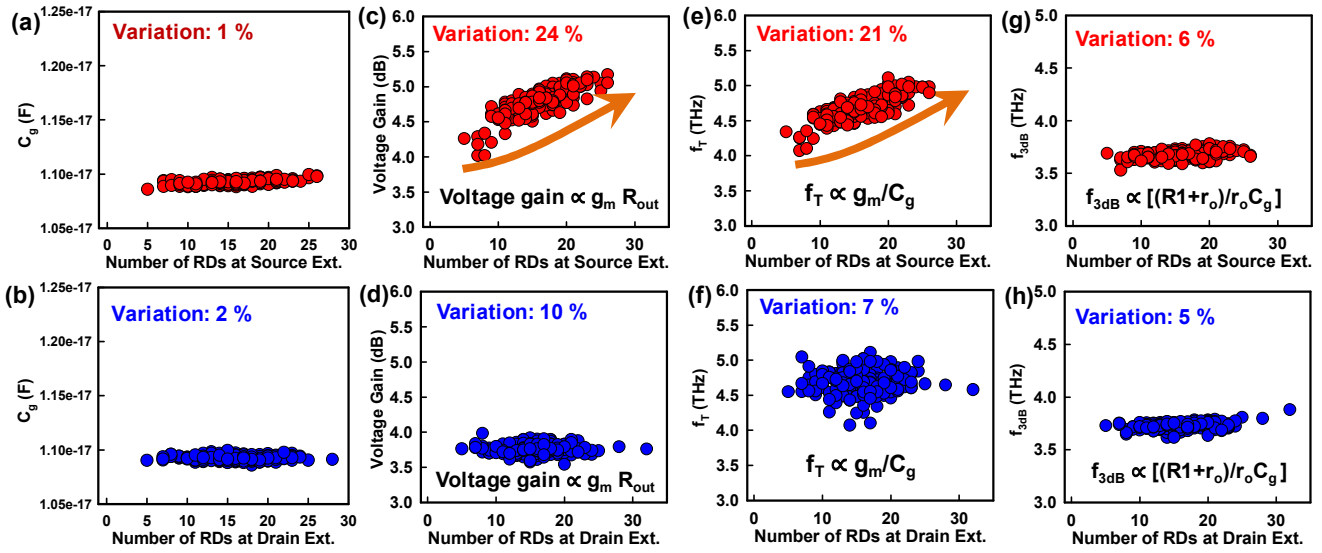 (a)
1.25e-17
Variation: 1 %
1.20e-17
1.15e-17
1.10e-17
1.05e-17
C_g (F)
0 5 10 15 20 25 30
Number of RDs at Source Ext.
(c)
6.0
Variation: 24 %
5.5
5.0
4.5
4.0
3.5
3.0
Voltage Gain (dB)
Voltage gain ∝ g_m R_out
0 10 20 30
Number of RDs at Source Ext.
(e)
6.0
Variation: 21 %
5.5
5.0
4.5
4.0
3.5
3.0
f_T (THz)
f_T ∝ g_m/C_g
0 10 20 30
Number of RDs at Source Ext.
(g)
5.0
Variation: 6 %
4.5
4.0
3.5
3.0
f_3dB (THz)
f_3dB ∝ [(R1+r_o)/r_oC_g]
0 10 20 30
Number of RDs at Source Ext.
(b)
1.25e-17
Variation: 2 %
1.20e-17
1.15e-17
1.10e-17
1.05e-17
C_g (F)
0 5 10 15 20 25 30
Number of RDs at Drain Ext.
(d)
6.0
Variation: 10 %
5.5
5.0
4.5
4.0
3.5
3.0
Voltage Gain (dB)
Voltage gain ∝ g_m R_out
0 10 20 30
Number of RDs at Drain Ext.
(f)
6.0
Variation: 7 %
5.5
5.0
4.5
4.0
3.5
3.0
f_T (THz)
f_T ∝ g_m/C_g
0 10 20 30
Number of RDs at Drain Ext.
(h)
5.0
Variation: 5 %
4.5
4.0
3.5
3.0
f_3dB (THz)
f_3dB ∝ [(R1+r_o)/r_oC_g]
0 10 20 30
Number of RDs at Drain Ext.